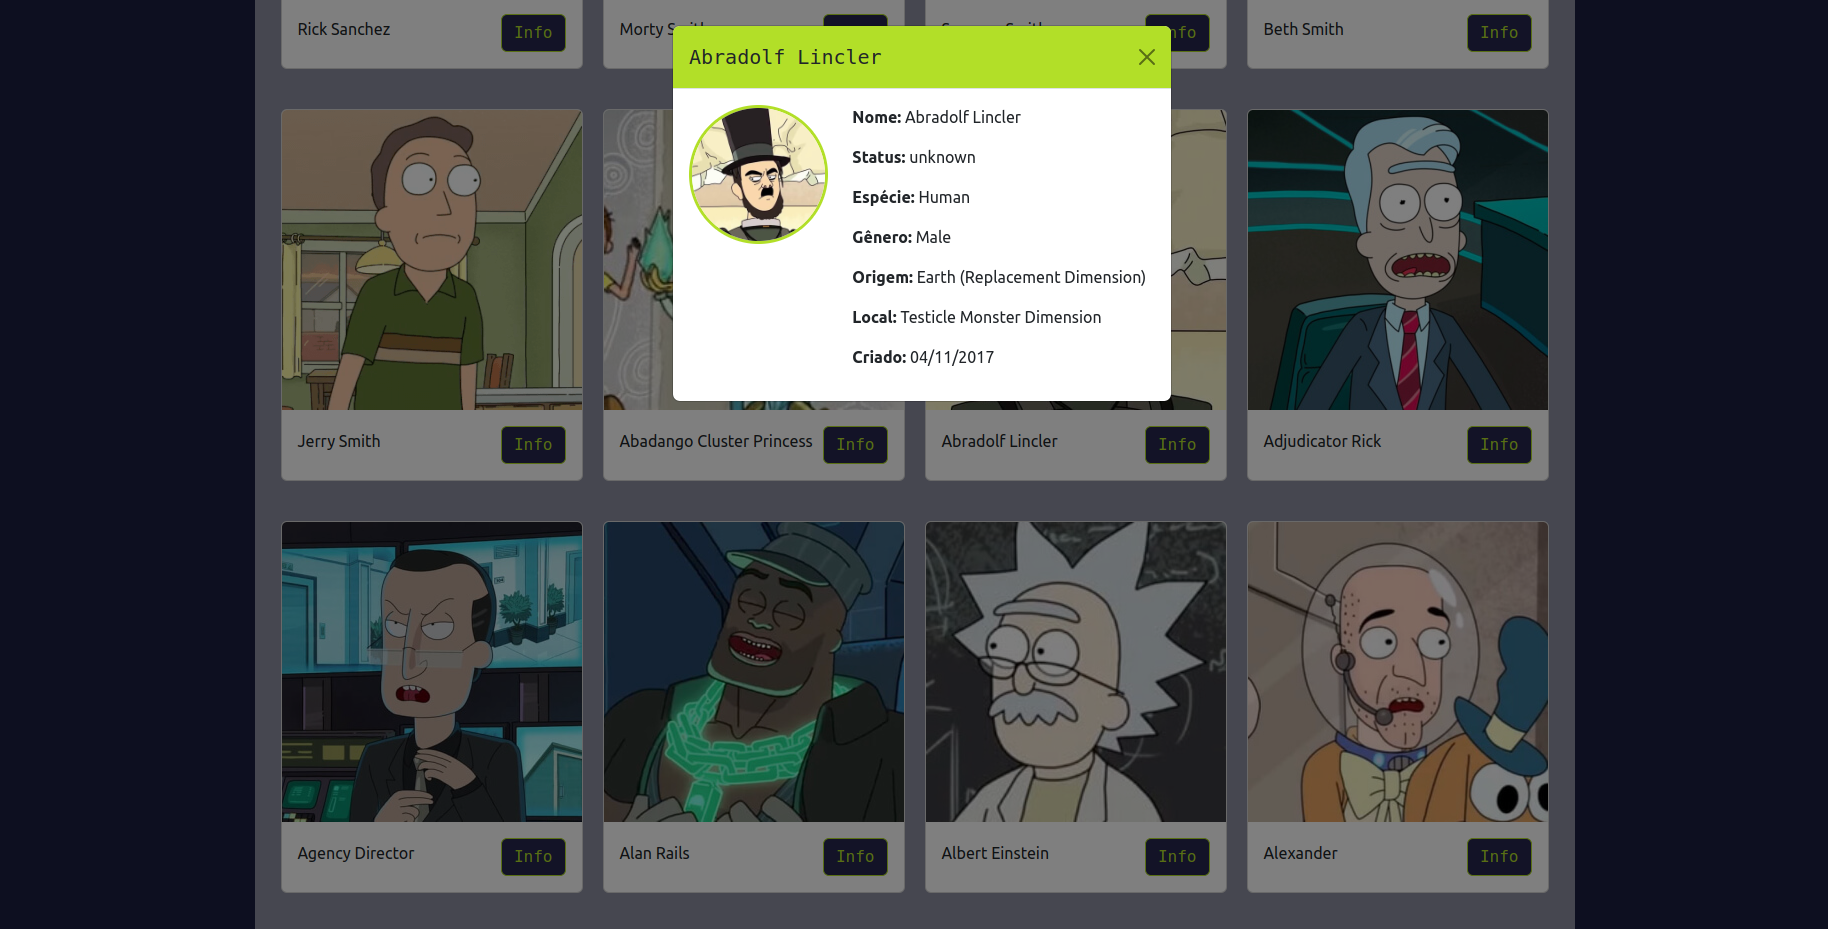 Rick Sanchez
Info
Morty S
Info
Beth Smith
Info
Abradolf Lincler
Nome: Abradolf Lincler
Status: unknown
Espécie: Human
Gênero: Male
Origem: Earth (Replacement Dimension)
Local: Testicle Monster Dimension
Criado: 04/11/2017
Jerry Smith
Info
Abadango Cluster Princess
Info
Abradolf Lincler
Info
Adjudicator Rick
Info
Agency Director
Info
Alan Rails
Info
Albert Einstein
Info
Alexander
Info